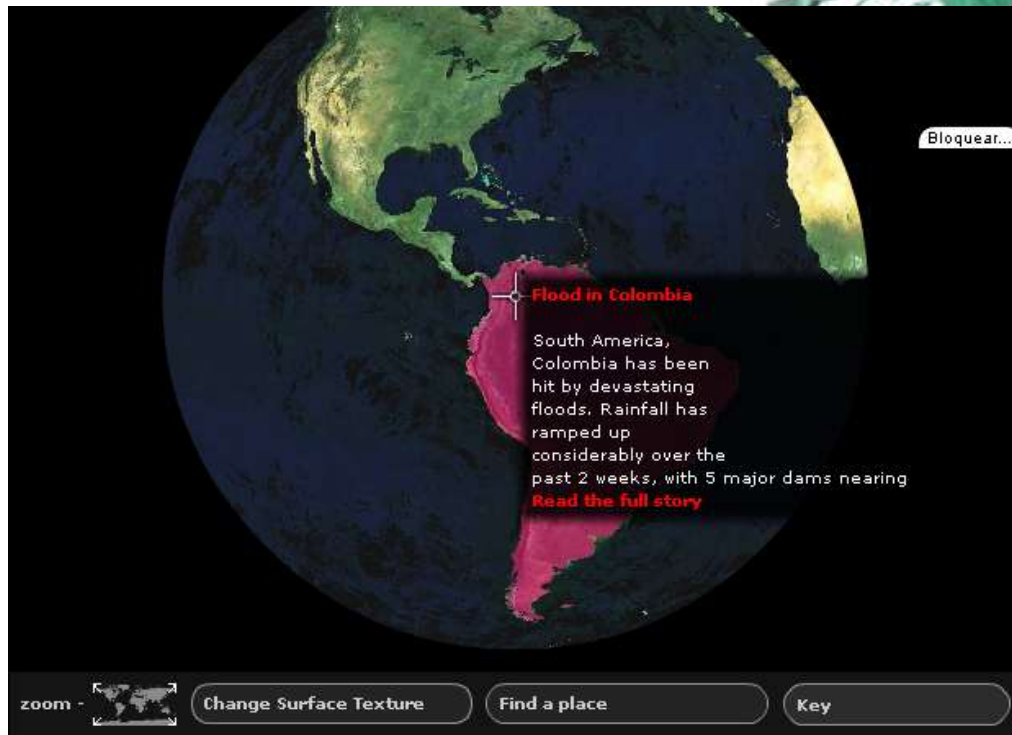 Bloquear...
Flood in Colombia
South America,
Colombia has been
hit by devastating
floods. Rainfall has
ramped up
considerably over the
past 2 weeks, with 5 major dams nearing
Read the full story
zoom -
Change Surface Texture
Find a place
Key